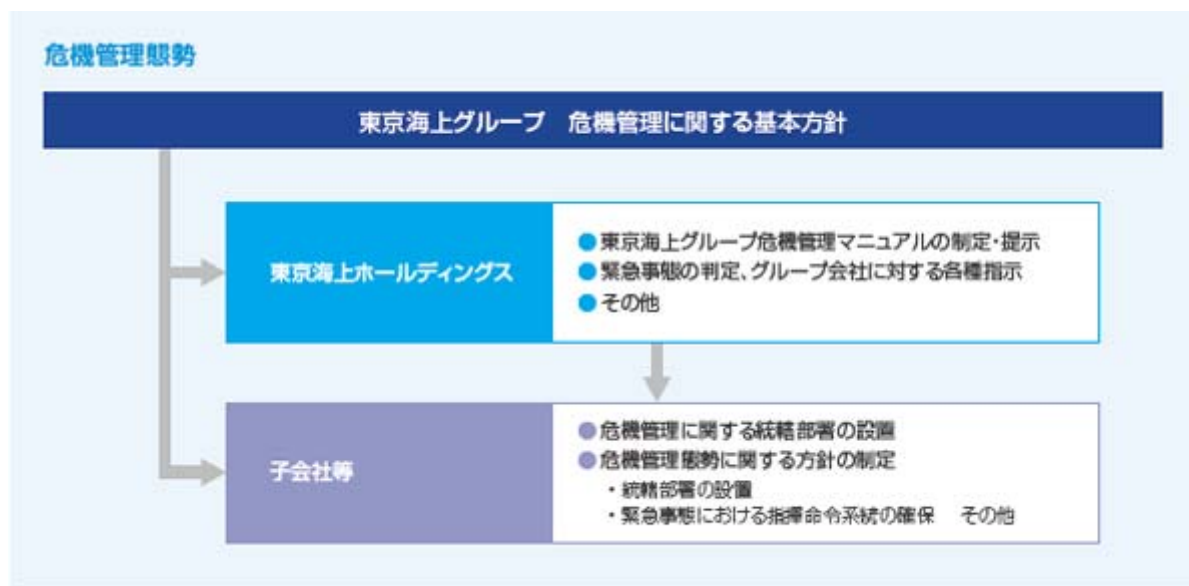 危機管理態勢
東京海上グループ 危機管理に関する基本方針
東京海上ホールディングス
●東京海上グループ危機管理マニュアルの制定・提示
●緊急事態の判定、グループ会社に対する各種指示
●その他
子会社等
●危機管理に関する統轄部署の設置
●危機管理態勢に関する方針の制定
・統轄部署の設置
・緊急事態における指揮命令系統の確保 その他